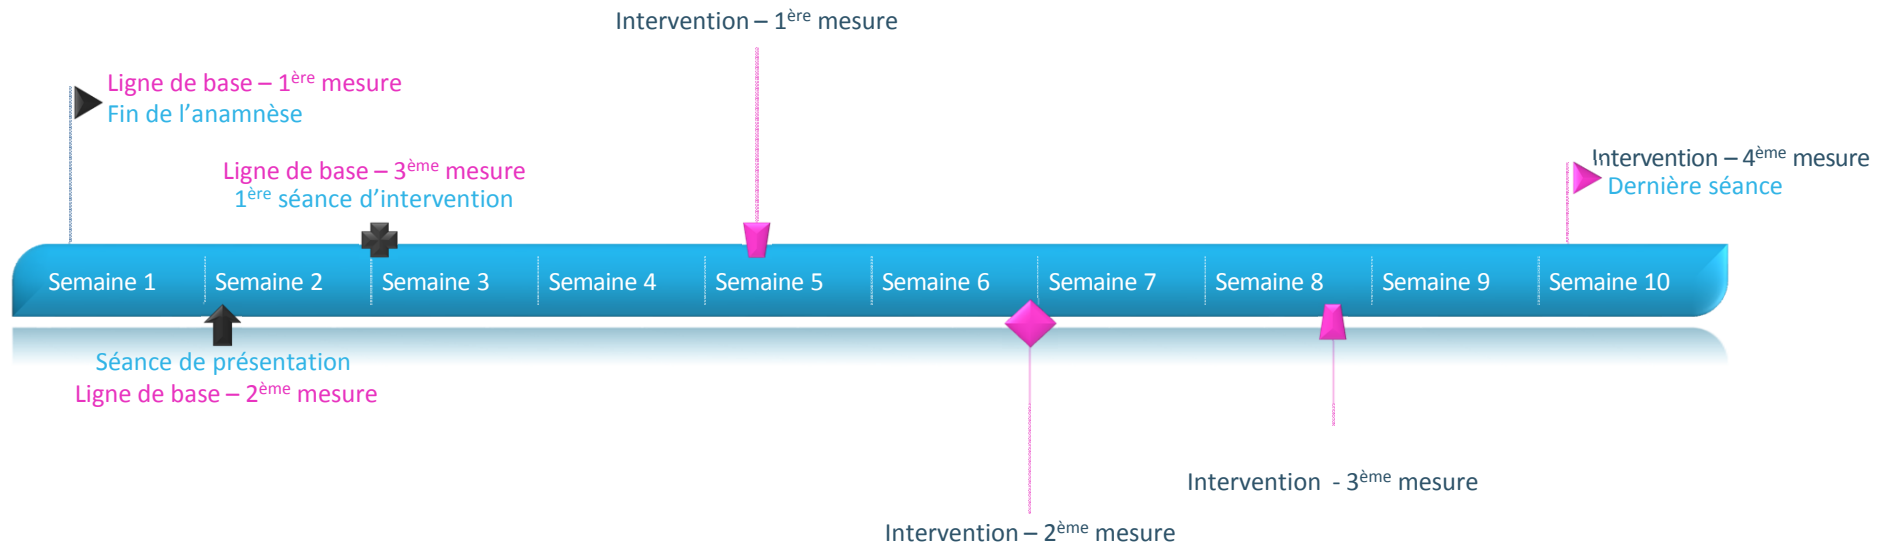 Intervention – 1ère mesure
Ligne de base – 1ère mesure
Fin de l’anamnèse
Ligne de base – 3ème mesure
1ère séance d’intervention
Intervention – 4ème mesure
Dernière séance
Semaine 1
Semaine 2
Semaine 3
Semaine 4
Semaine 5
Semaine 6
Semaine 7
Semaine 8
Semaine 9
Semaine 10
Séance de présentation
Ligne de base – 2ème mesure
Intervention - 3ème mesure
Intervention – 2ème mesure